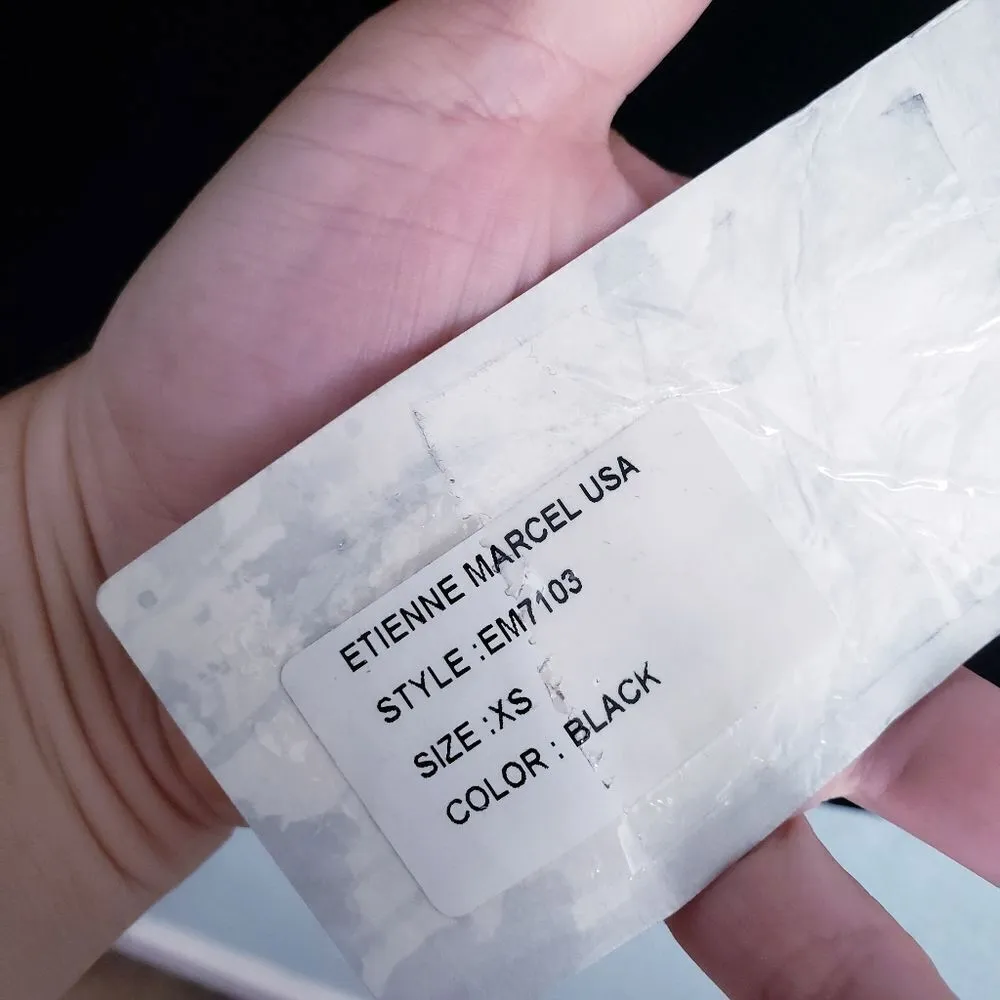 ETIENNE MARCEL USA
STYLE :EM7103
SIZE :XS
COLOR : BLACK